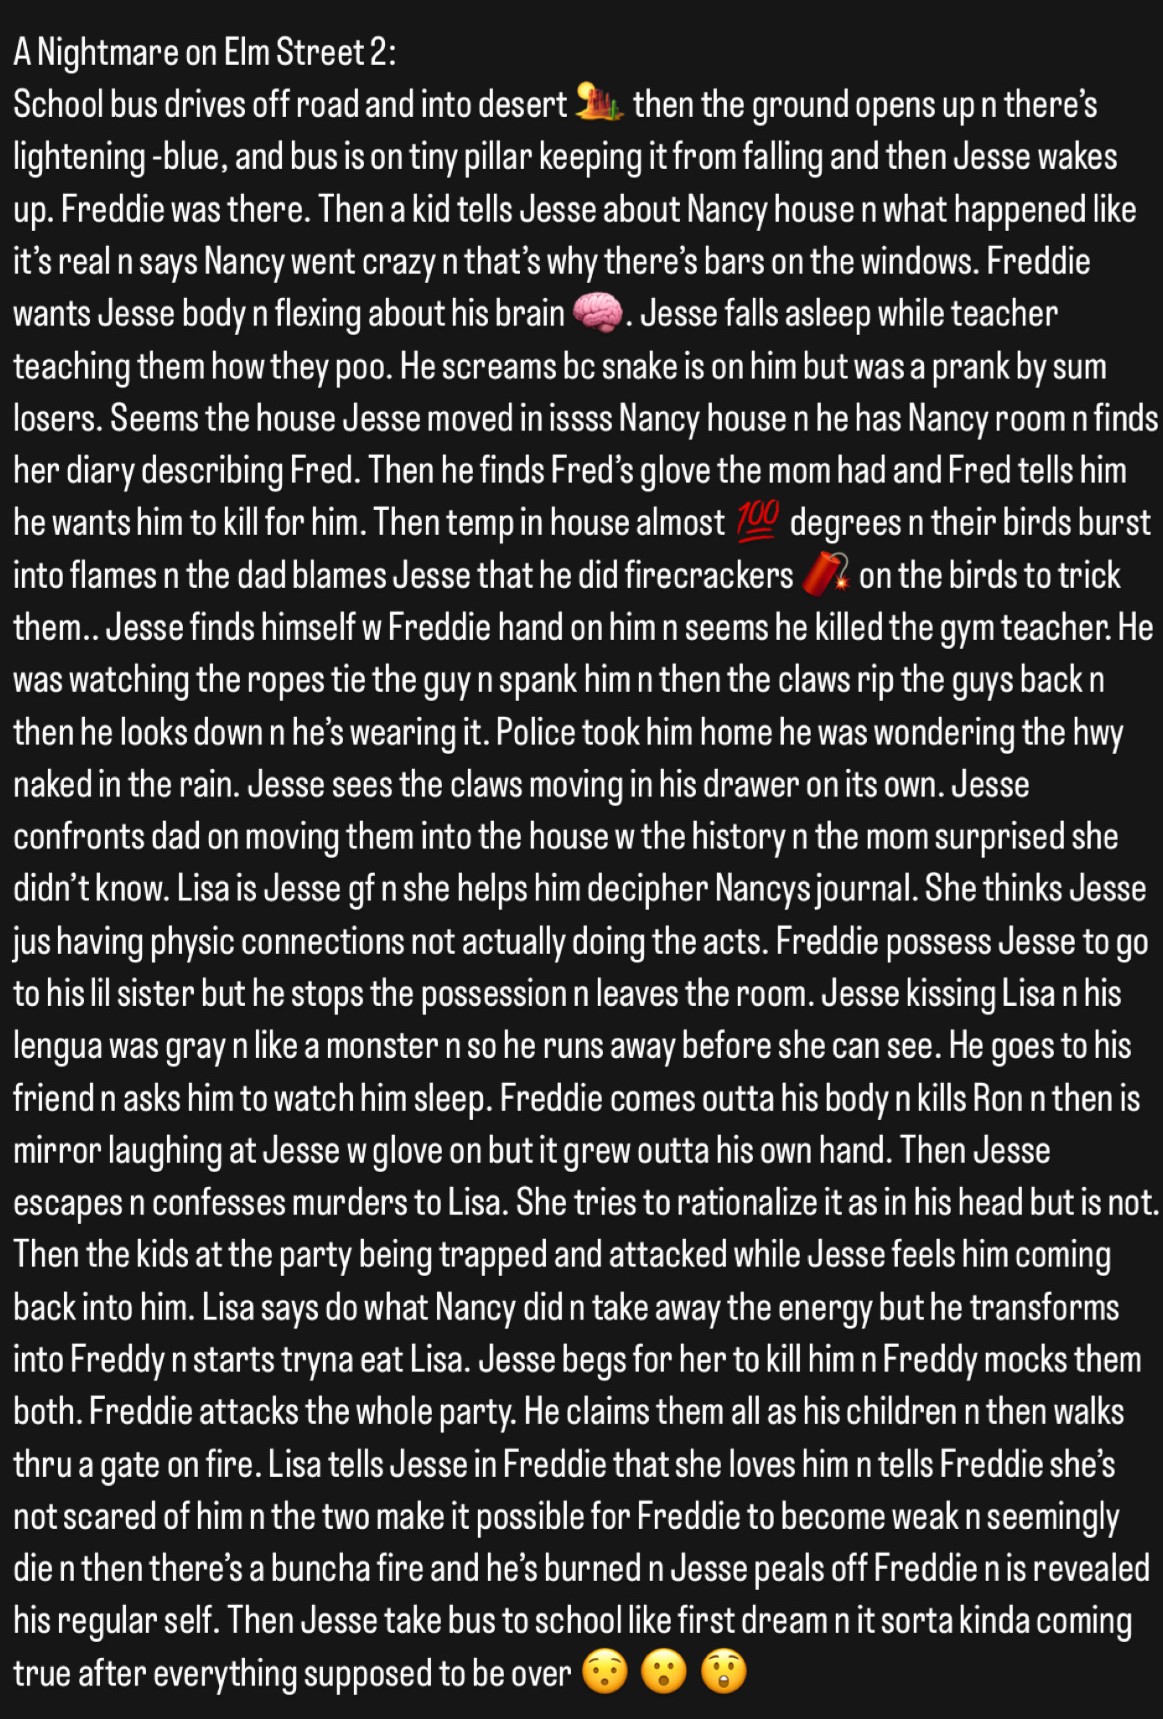 A Nightmare on Elm Street 2:
School bus drives off road and into desert 🏜️ then the ground opens up n there’s
lightening -blue, and bus is on tiny pillar keeping it from falling and then Jesse wakes
up. Freddie was there. Then a kid tells Jesse about Nancy house n what happened like
it’s real n says Nancy went crazy n that’s why there’s bars on the windows. Freddie
wants Jesse body n flexing about his brain 🧠. Jesse falls asleep while teacher
teaching them how they poo. He screams bc snake is on him but was a prank by sum
losers. Seems the house Jesse moved in issss Nancy house n he has Nancy room n finds
her diary describing Fred. Then he finds Fred’s glove the mom had and Fred tells him
he wants him to kill for him. Then temp in house almost 💯 degrees n their birds burst
into flames n the dad blames Jesse that he did firecrackers 🧨 on the birds to trick
them.. Jesse finds himself w Freddie hand on him n seems he killed the gym teacher. He
was watching the ropes tie the guy n spank him n then the claws rip the guys back n
then he looks down n he’s wearing it. Police took him home he was wondering the hwy
naked in the rain. Jesse sees the claws moving in his drawer on its own. Jesse
confronts dad on moving them into the house w the history n the mom surprised she
didn’t know. Lisa is Jesse gf n she helps him decipher Nancys journal. She thinks Jesse
jus having physic connections not actually doing the acts. Freddie possess Jesse to go
to his lil sister but he stops the possession n leaves the room. Jesse kissing Lisa n his
lengua was gray n like a monster n so he runs away before she can see. He goes to his
friend n asks him to watch him sleep. Freddie comes outta his body n kills Ron n then is
mirror laughing at Jesse w glove on but it grew outta his own hand. Then Jesse
escapes n confesses murders to Lisa. She tries to rationalize it as in his head but is not.
Then the kids at the party being trapped and attacked while Jesse feels him coming
back into him. Lisa says do what Nancy did n take away the energy but he transforms
into Freddy n starts tryna eat Lisa. Jesse begs for her to kill him n Freddy mocks them
both. Freddie attacks the whole party. He claims them all as his children n then walks
thru a gate on fire. Lisa tells Jesse in Freddie that she loves him n tells Freddie she’s
not scared of him n the two make it possible for Freddie to become weak n seemingly
die n then there’s a buncha fire and he’s burned n Jesse peals off Freddie n is revealed
his regular self. Then Jesse take bus to school like first dream n it sorta kinda coming
true after everything supposed to be over 😯 😮 😲